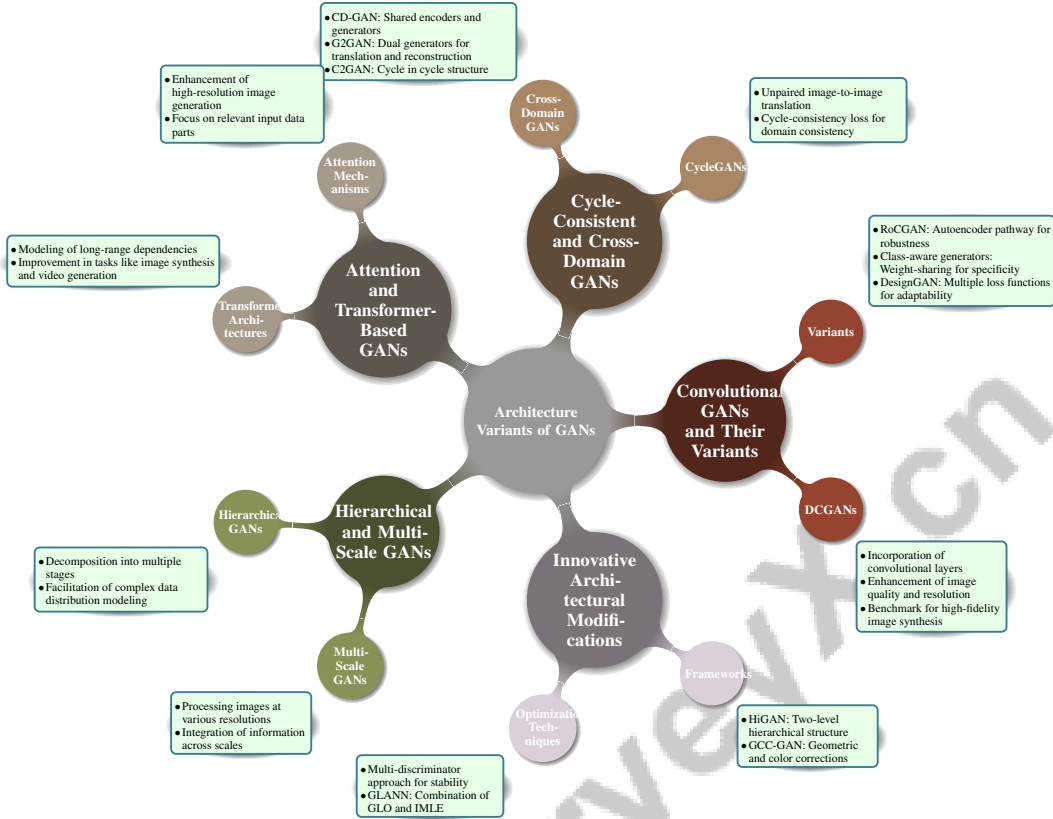 • CD-GAN: Shared encoders and
generators
• G2GAN: Dual generators for
translation and reconstruction
• C2GAN: Cycle in cycle structure
• Enhancement of
high-resolution image
generation
• Focus on relevant input data
parts
• Unpaired image-to-image
translation
• Cycle-consistency loss for
domain consistency
Cross-
Domain
GANs
CycleGANs
Attention
Mech-
anisms
Cycle-
Consistent
and Cross-
Domain
GANs
• RoCGAN: Autoencoder pathway for
robustness
• Class-aware generators:
Weight-sharing for specificity
• DesignGAN: Multiple loss functions
for adaptability
• Modeling of long-range dependencies
• Improvement in tasks like image synthesis
and video generation
Attention
and
Transformer-
Based
GANs
Transforme
Archi-
tectures
Variants
Architecture
Variants of GANs
Convolutional
GANs
and Their
Variants
DCGANs
Hierarchica
GANs
Hierarchical
and Multi-
Scale GANs
• Incorporation of
convolutional layers
• Enhancement of image
quality and resolution
• Benchmark for high-fidelity
image synthesis
• Decomposition into multiple
stages
• Facilitation of complex data
distribution modeling
Innovative
Archi-
tectural
Modifi-
cations
Multi-
Scale
GANs
Frameworks
Optimizatio
Tech-
niques
• Processing images at
various resolutions
• Integration of information
across scales
• HiGAN: Two-level
hierarchical structure
• GCC-GAN: Geometric
and color corrections
• Multi-discriminator
approach for stability
• GLANN: Combination of
GLO and IMLE